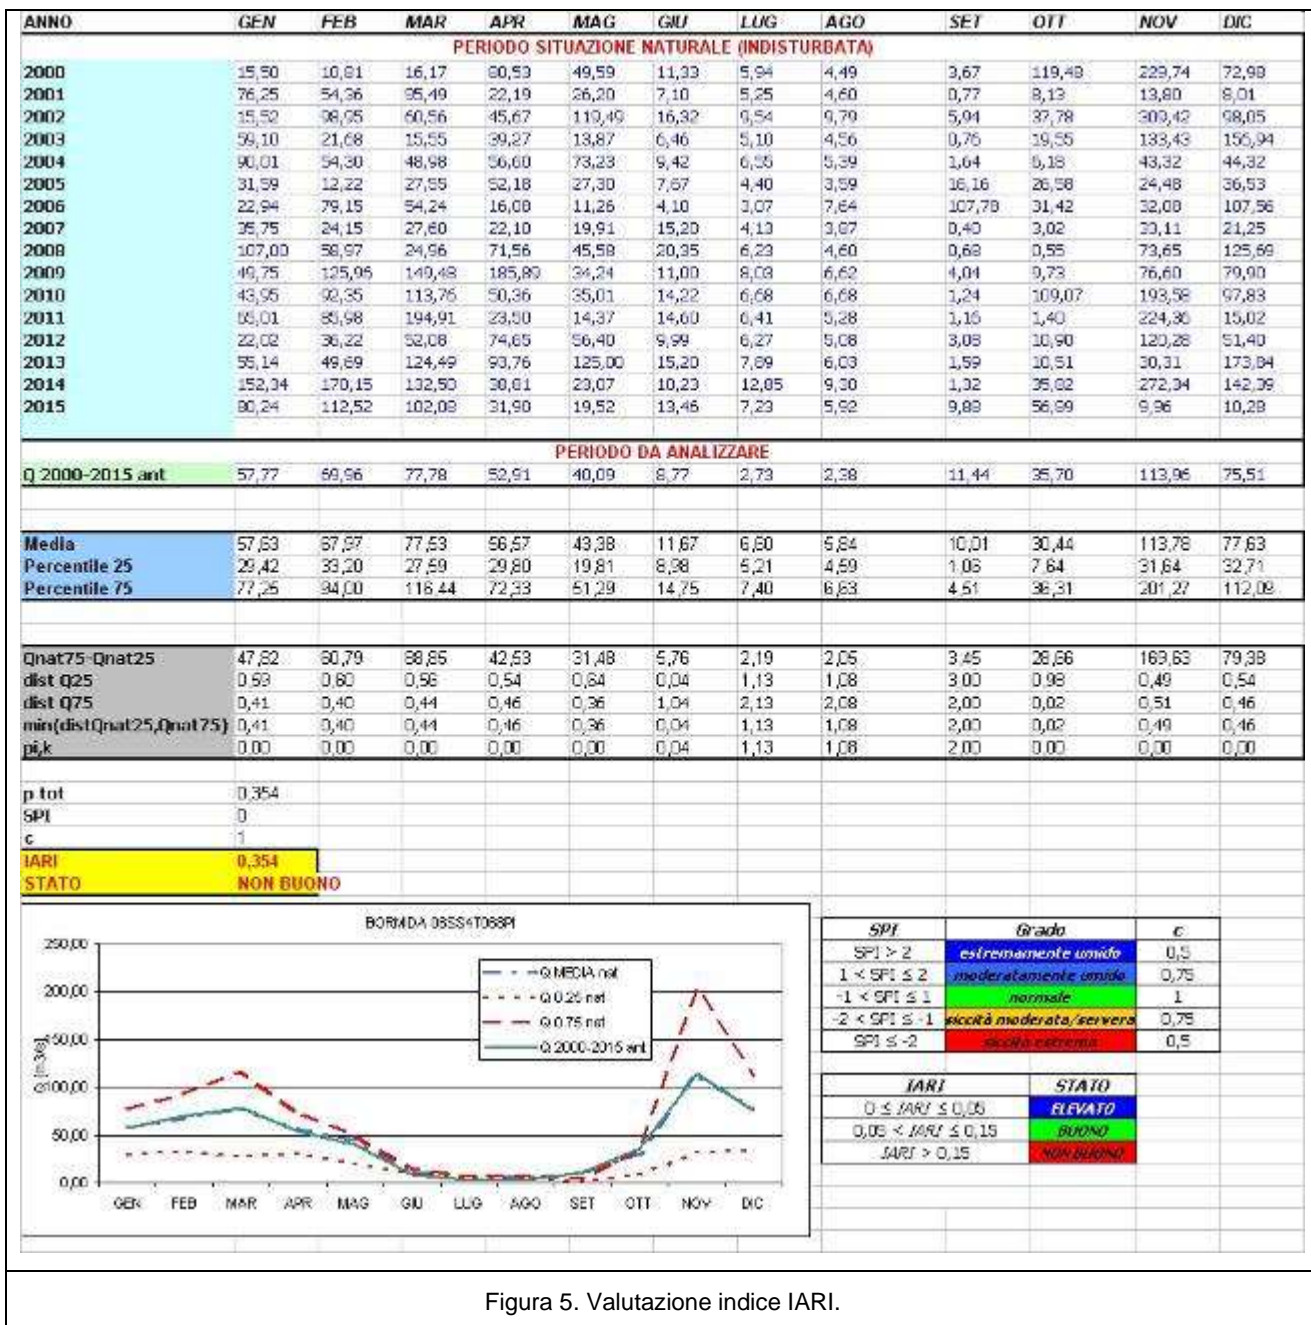 ANNO GEN FEB MAR APR MAG GIU LUG AGO SET OTT NOV DIC
PERIODO SITUAZIONE NATURALE (INDISTURBATA)
2000 15,50 10,81 16,17 80,53 49,59 11,33 5,94 4,49 3,67 119,48 229,74 72,98
2001 76,25 54,36 95,49 22,19 26,20 7,10 5,25 4,60 0,77 8,13 13,80 8,01
2002 15,52 98,95 60,56 45,67 119,49 16,32 9,54 9,79 5,94 37,78 309,42 98,05
2003 59,10 21,68 15,55 39,27 13,87 6,46 5,10 4,56 0,76 19,55 133,43 156,94
2004 90,01 54,30 48,98 56,60 73,23 9,42 6,55 5,39 1,64 6,18 43,32 44,32
2005 31,59 12,22 27,55 52,18 27,30 7,67 4,40 3,59 16,16 26,58 24,48 36,53
2006 22,94 79,15 54,24 16,08 11,26 4,10 3,07 7,64 107,78 31,42 32,08 107,56
2007 35,75 24,15 27,60 22,10 19,91 15,20 4,13 3,87 0,40 3,02 33,11 21,25
2008 107,00 58,97 24,96 71,56 45,58 20,35 6,23 4,60 0,68 0,55 73,65 125,69
2009 49,75 125,95 149,48 185,89 34,24 11,00 8,03 6,62 4,04 9,73 76,60 79,90
2010 43,95 92,35 113,76 50,36 35,01 14,22 6,68 6,68 1,24 109,07 193,58 97,83
2011 65,01 85,98 194,91 23,50 14,37 14,60 6,41 5,28 1,16 1,40 224,36 15,02
2012 22,02 36,22 52,08 74,65 56,40 9,99 6,27 5,08 3,08 10,90 120,28 51,40
2013 55,14 49,69 124,49 93,76 125,00 15,20 7,89 6,03 1,59 10,51 30,31 173,84
2014 152,34 170,15 132,50 38,81 23,07 10,23 12,85 9,30 1,32 35,82 272,34 142,39
2015 80,24 112,52 102,08 31,90 19,52 13,46 7,23 5,92 9,88 56,89 9,96 10,28
PERIODO DA ANALIZZARE
Q 2000-2015 ant 57,77 69,96 77,78 52,91 40,09 8,77 2,73 2,38 11,44 35,70 113,96 75,51
Media 57,63 67,97 77,53 56,57 43,38 11,67 6,60 5,84 10,01 30,44 113,78 77,63
Percentile 25 29,42 33,20 27,59 29,80 19,81 8,98 5,21 4,59 1,06 7,64 31,64 32,71
Percentile 75 77,25 94,00 116,44 72,33 51,29 14,75 7,40 6,63 4,51 36,31 201,27 112,09
Qnat75-Qnat25 47,82 60,79 88,85 42,53 31,48 5,76 2,19 2,05 3,45 28,66 169,63 79,38
dist Q25 0,59 0,60 0,56 0,54 0,64 0,04 1,13 1,08 3,00 0,98 0,49 0,54
dist Q75 0,41 0,40 0,44 0,46 0,36 1,04 2,13 2,08 2,00 0,02 0,51 0,46
min(distQnat25,Qnat75) 0,41 0,40 0,44 0,46 0,36 0,04 1,13 1,08 2,00 0,02 0,49 0,46
pi,k 0,00 0,00 0,00 0,00 0,00 0,04 1,13 1,08 2,00 0,00 0,00 0,00
p tot 0,354
SPI 0
c 1
IARI 0,354
STATO NON BUONO
BORMIDA 06SS4T068PI
Q (m3/s)
250,00
200,00
150,00
100,00
50,00
0,00
GEN FEB MAR APR MAG GIU LUG AGO SET OTT NOV DIC
Q MEDIA nat
Q 0.25 nat
Q 0.75 nat
Q 2000-2015 ant
SPI Grado c
SPI > 2 estremamente umido 0,5
1 < SPI ≤ 2 moderatamente umido 0,75
-1 < SPI ≤ 1 normale 1
-2 < SPI ≤ -1 siccità moderata/servera 0,75
SPI ≤ -2 siccità estrema 0,5
IARI STATO
0 ≤ IARI ≤ 0,05 ELEVATO
0,05 < IARI ≤ 0,15 BUONO
IARI > 0,15 NON BUONO
Figura 5. Valutazione indice IARI.